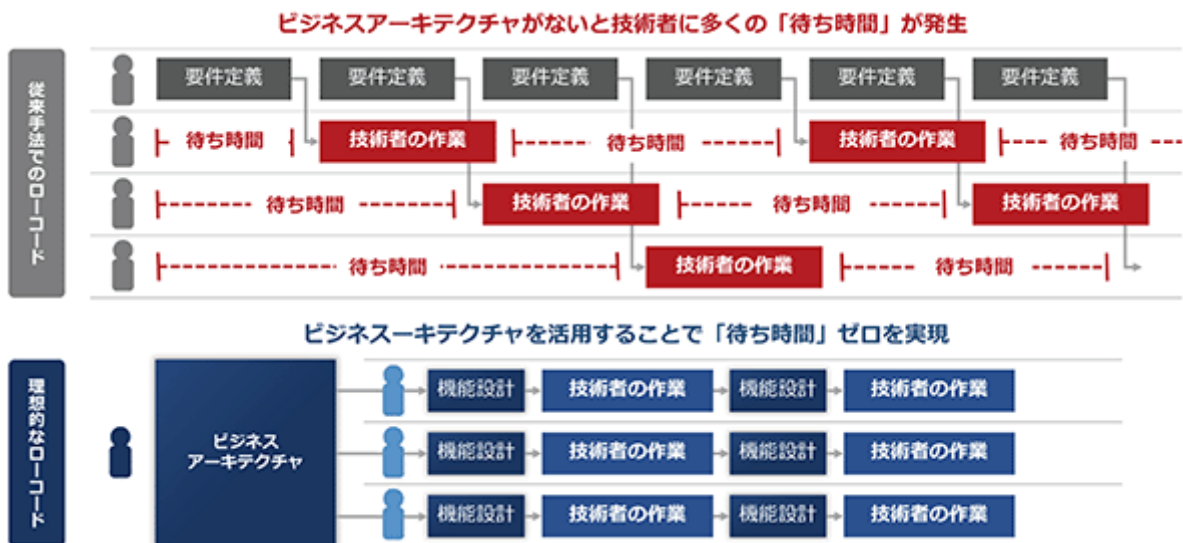 ビジネスアーキテクチャがないと技術者に多くの「待ち時間」が発生
従来手法でのローコード
要件定義 要件定義 要件定義 要件定義 要件定義 要件定義
待ち時間 技術者の作業 待ち時間 技術者の作業 待ち時間
待ち時間 技術者の作業 待ち時間 技術者の作業
待ち時間 技術者の作業 待ち時間
ビジネスーキテクチャを活用することで「待ち時間」ゼロを実現
理想的なローコード
ビジネス
アーキテクチャ
機能設計 技術者の作業 機能設計 技術者の作業
機能設計 技術者の作業 機能設計 技術者の作業
機能設計 技術者の作業 機能設計 技術者の作業